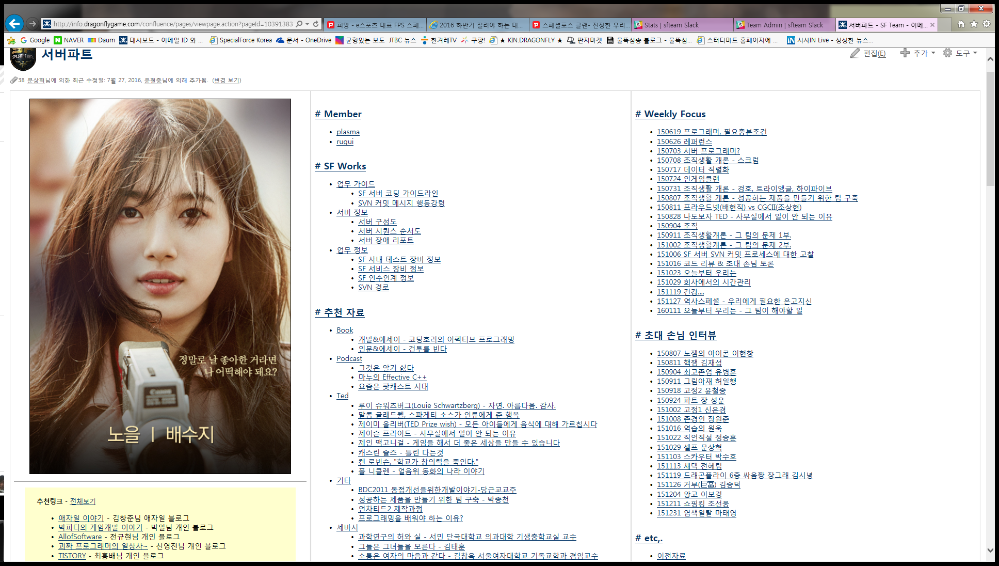 http://info.dragonflygame.com/confluence/pages/viewpage.action?pageId=10391383
피망 - e스포츠 대표 FPS 스페...
2016 하반기 질러야 하는 대...
스페셜포스 클랜- 진정한 우리...
Stats | sfteam Slack
Team Admin | sfteam Slack
서버파트 - SF Team - 이메...
Google
NAVER
Daum
대시보드 - 이메일 ID 와 ...
SpecialForce Korea
문서 - OneDrive
균형있는 보도 JTBC 뉴스
한겨레TV
쿠팡!
★ KIN.DRAGONFLY ★
딴지마켓
물뚝심송 블로그 - 물뚝심...
스터디마트 홈페이지에 ...
시사IN Live - 싱싱한 뉴스...
SPECIAL FORCE
서버파트
편집(E)
추가
도구
38 문상혁님에 의한 최근 수정일: 7월 27, 2016, 윤철중님에 의해 추가됨. (변경 보기)
정말로 날 좋아한 거라면
나 어떡해야 돼요?
Canon
노을 | 배수지
추천링크 - 전체보기
애자일 이야기 - 김창준님 애자일 블로그
박피디의 게임개발 이야기 - 박일님 개인 블로그
AllofSoftware - 전규현님 개인 블로그
괴짜 프로그래머의 일상사~ - 신영진님 개인 블로그
TISTORY - 최흥배님 개인 블로그
# Member
plasma
rugui
# SF Works
업무 가이드
SF 서버 코딩 가이드라인
SVN 커밋 메시지 행동강령
서버 정보
서버 구성도
서버 시퀀스 순서도
서버 장애 리포트
업무 정보
SF 사내 테스트 장비 정보
SF 서비스 장비 정보
SF 인수인계 정보
SVN 경로
# 추천 자료
Book
개발&에세이 - 코딩호러의 이펙티브 프로그래밍
인문&에세이 - 건투를 빈다
Podcast
그것은 알기 싫다
마누의 Effective C++
요즘은 팟캐스트 시대
Ted
루이 슈워츠버그(Louie Schwartzberg) - 자연. 아름다움. 감사.
말콤 글래드웰, 스파게티 소스가 인류에게 준 행복
제이미 올리버(TED Prize wish) - 모든 아이들에게 음식에 대해 가르칩시다
제이슨 프라이드 - 사무실에서 일이 안 되는 이유
제인 맥고니걸 - 게임을 해서 더 좋은 세상을 만들 수 있습니다
캐스린 슐즈 - 틀린 다는것
켄 로빈슨, "학교가 창의력을 죽인다."
폴 니클렌 - 얼음위 동화의 나라 이야기
기타
BDC2011 동접개선을위한개발이야기-당근교교주
성공하는 제품을 만들기 위한 팀 구축 - 박종천
언차티드2 제작과정
프로그래밍을 배워야 하는 이유?
세바시
과학연구의 허와 실 - 서민 단국대학교 의과대학 기생충학교실 교수
그들은 그녀들을 모른다 - 김태훈
소통은 여자의 마음과 같다 - 김창옥 서울여자대학교 기독교학과 겸임교수
# Weekly Focus
150619 프로그래머, 필요충분조건
150626 레퍼런스
150703 서버 프로그래머?
150708 조직생활 개론 - 스크럼
150717 데이터 직렬화
150724 인게임클랜
150731 조직생활 개론 - 겅호, 트라이앵글, 하이파이브
150807 조직생활 개론 - 성공하는 제품을 만들기 위한 팀 구축
150811 프라우드넷(배현직) vs CGCII(조상현)
150828 나도보자 TED - 사무실에서 일이 안 되는 이유
150904 조직
150911 조직생활개론 - 그 팀의 문제 1부.
151002 조직생활개론 - 그 팀의 문제 2부.
151006 SF 서버 SVN 커밋 프로세스에 대한 고찰
151016 코드 리뷰 & 초대 손님 토론
151023 오늘부터 우리는
151029 회사에서의 시간관리
151119 건강....
151127 역사스페셜 - 우리에게 필요한 온고지신
160111 오늘부터 우리는 - 그 팀이 해야할 일
# 초대 손님 인터뷰
150807 노잼의 아이콘 이현창
150811 핵잼 김재섭
150904 최고존엄 유병훈
150911 그림아재 허일행
150918 고정2 윤철중
150924 파트 장 성운
151002 고정1 신은경
151008 존경인 장원준
151016 역습의 원욱
151022 직언직설 정승훈
151029 셀프 문상혁
151103 스카우터 박수호
151113 새댁 전혜림
151119 드래곤플라이 6층 싸움짱 장그래 김시녕
151126 거부(巨富) 김승덕
151204 왕고 이보경
151211 쇼핑킹 조선웅
151231 염색일탈 마태영
# etc,.
이전자료